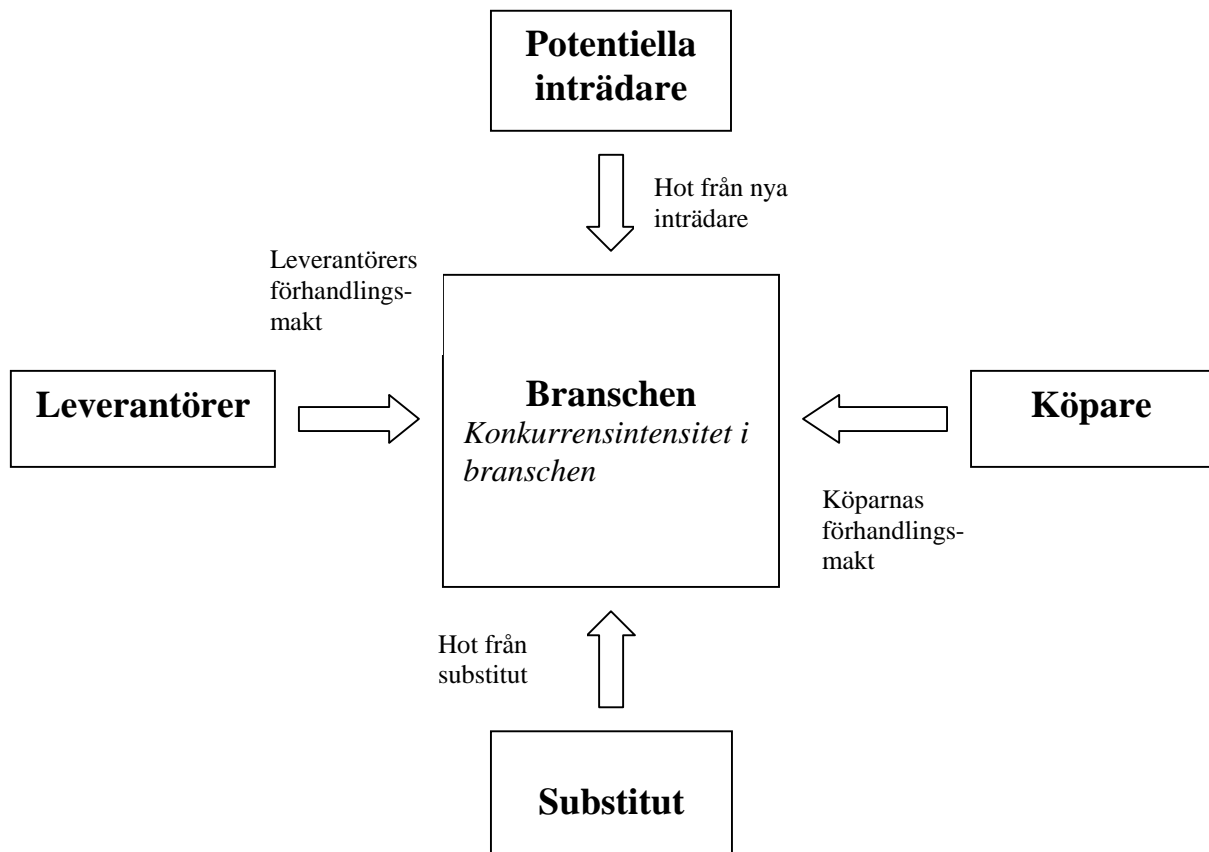 Potentiella
inträdare
Hot från nya
inträdare
Leverantörers
förhandlings-
makt
Leverantörer
Branschen
Konkurrensintensitet i
branschen
Köpare
Köparnas
förhandlings-
makt
Hot från
substitut
Substitut